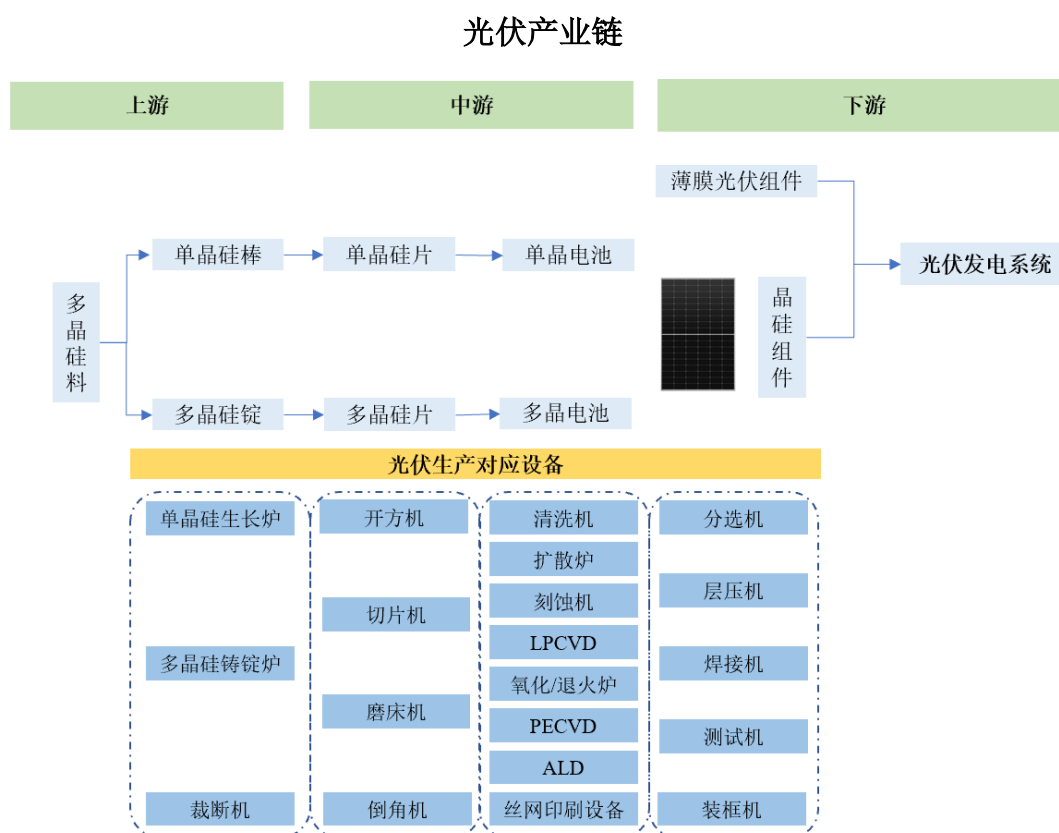 光伏产业链
上游
中游
下游
薄膜光伏组件
单晶硅棒
单晶硅片
单晶电池
光伏发电系统
多晶硅料
晶硅组件
多晶硅锭
多晶硅片
多晶电池
光伏生产对应设备
单晶硅生长炉
多晶硅铸锭炉
裁断机
开方机
切片机
磨床机
倒角机
清洗机
扩散炉
刻蚀机
LPCVD
氧化/退火炉
PECVD
ALD
丝网印刷设备
分选机
层压机
焊接机
测试机
装框机